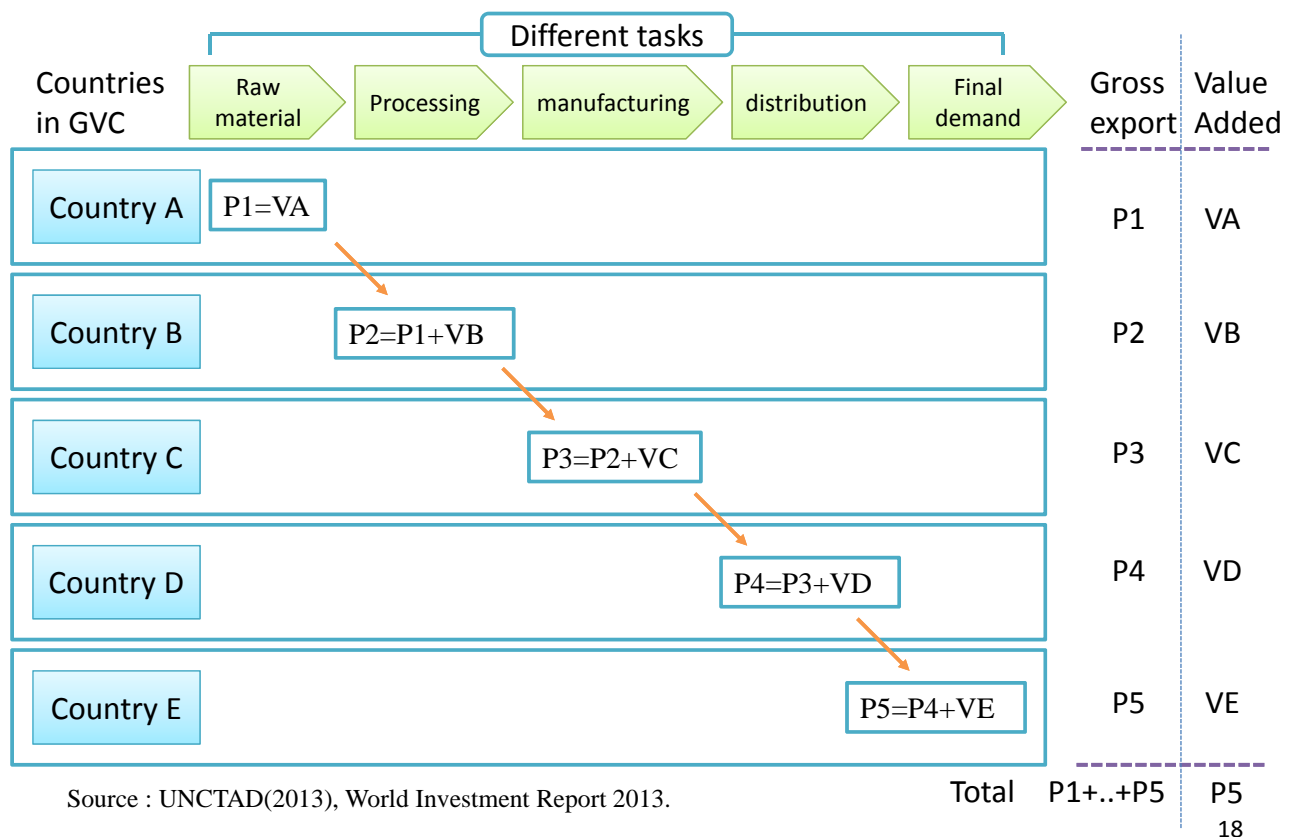 Different tasks
Countries
in GVC
Raw
material
Processing
manufacturing
distribution
Final
demand
Gross
export
Value
Added
Country A
P1=VA
P1
VA
Country B
P2=P1+VB
P2
VB
Country C
P3=P2+VC
P3
VC
Country D
P4=P3+VD
P4
VD
Country E
P5=P4+VE
P5
VE
Source : UNCTAD(2013), World Investment Report 2013.
Total
P1+..+P5
P5
18